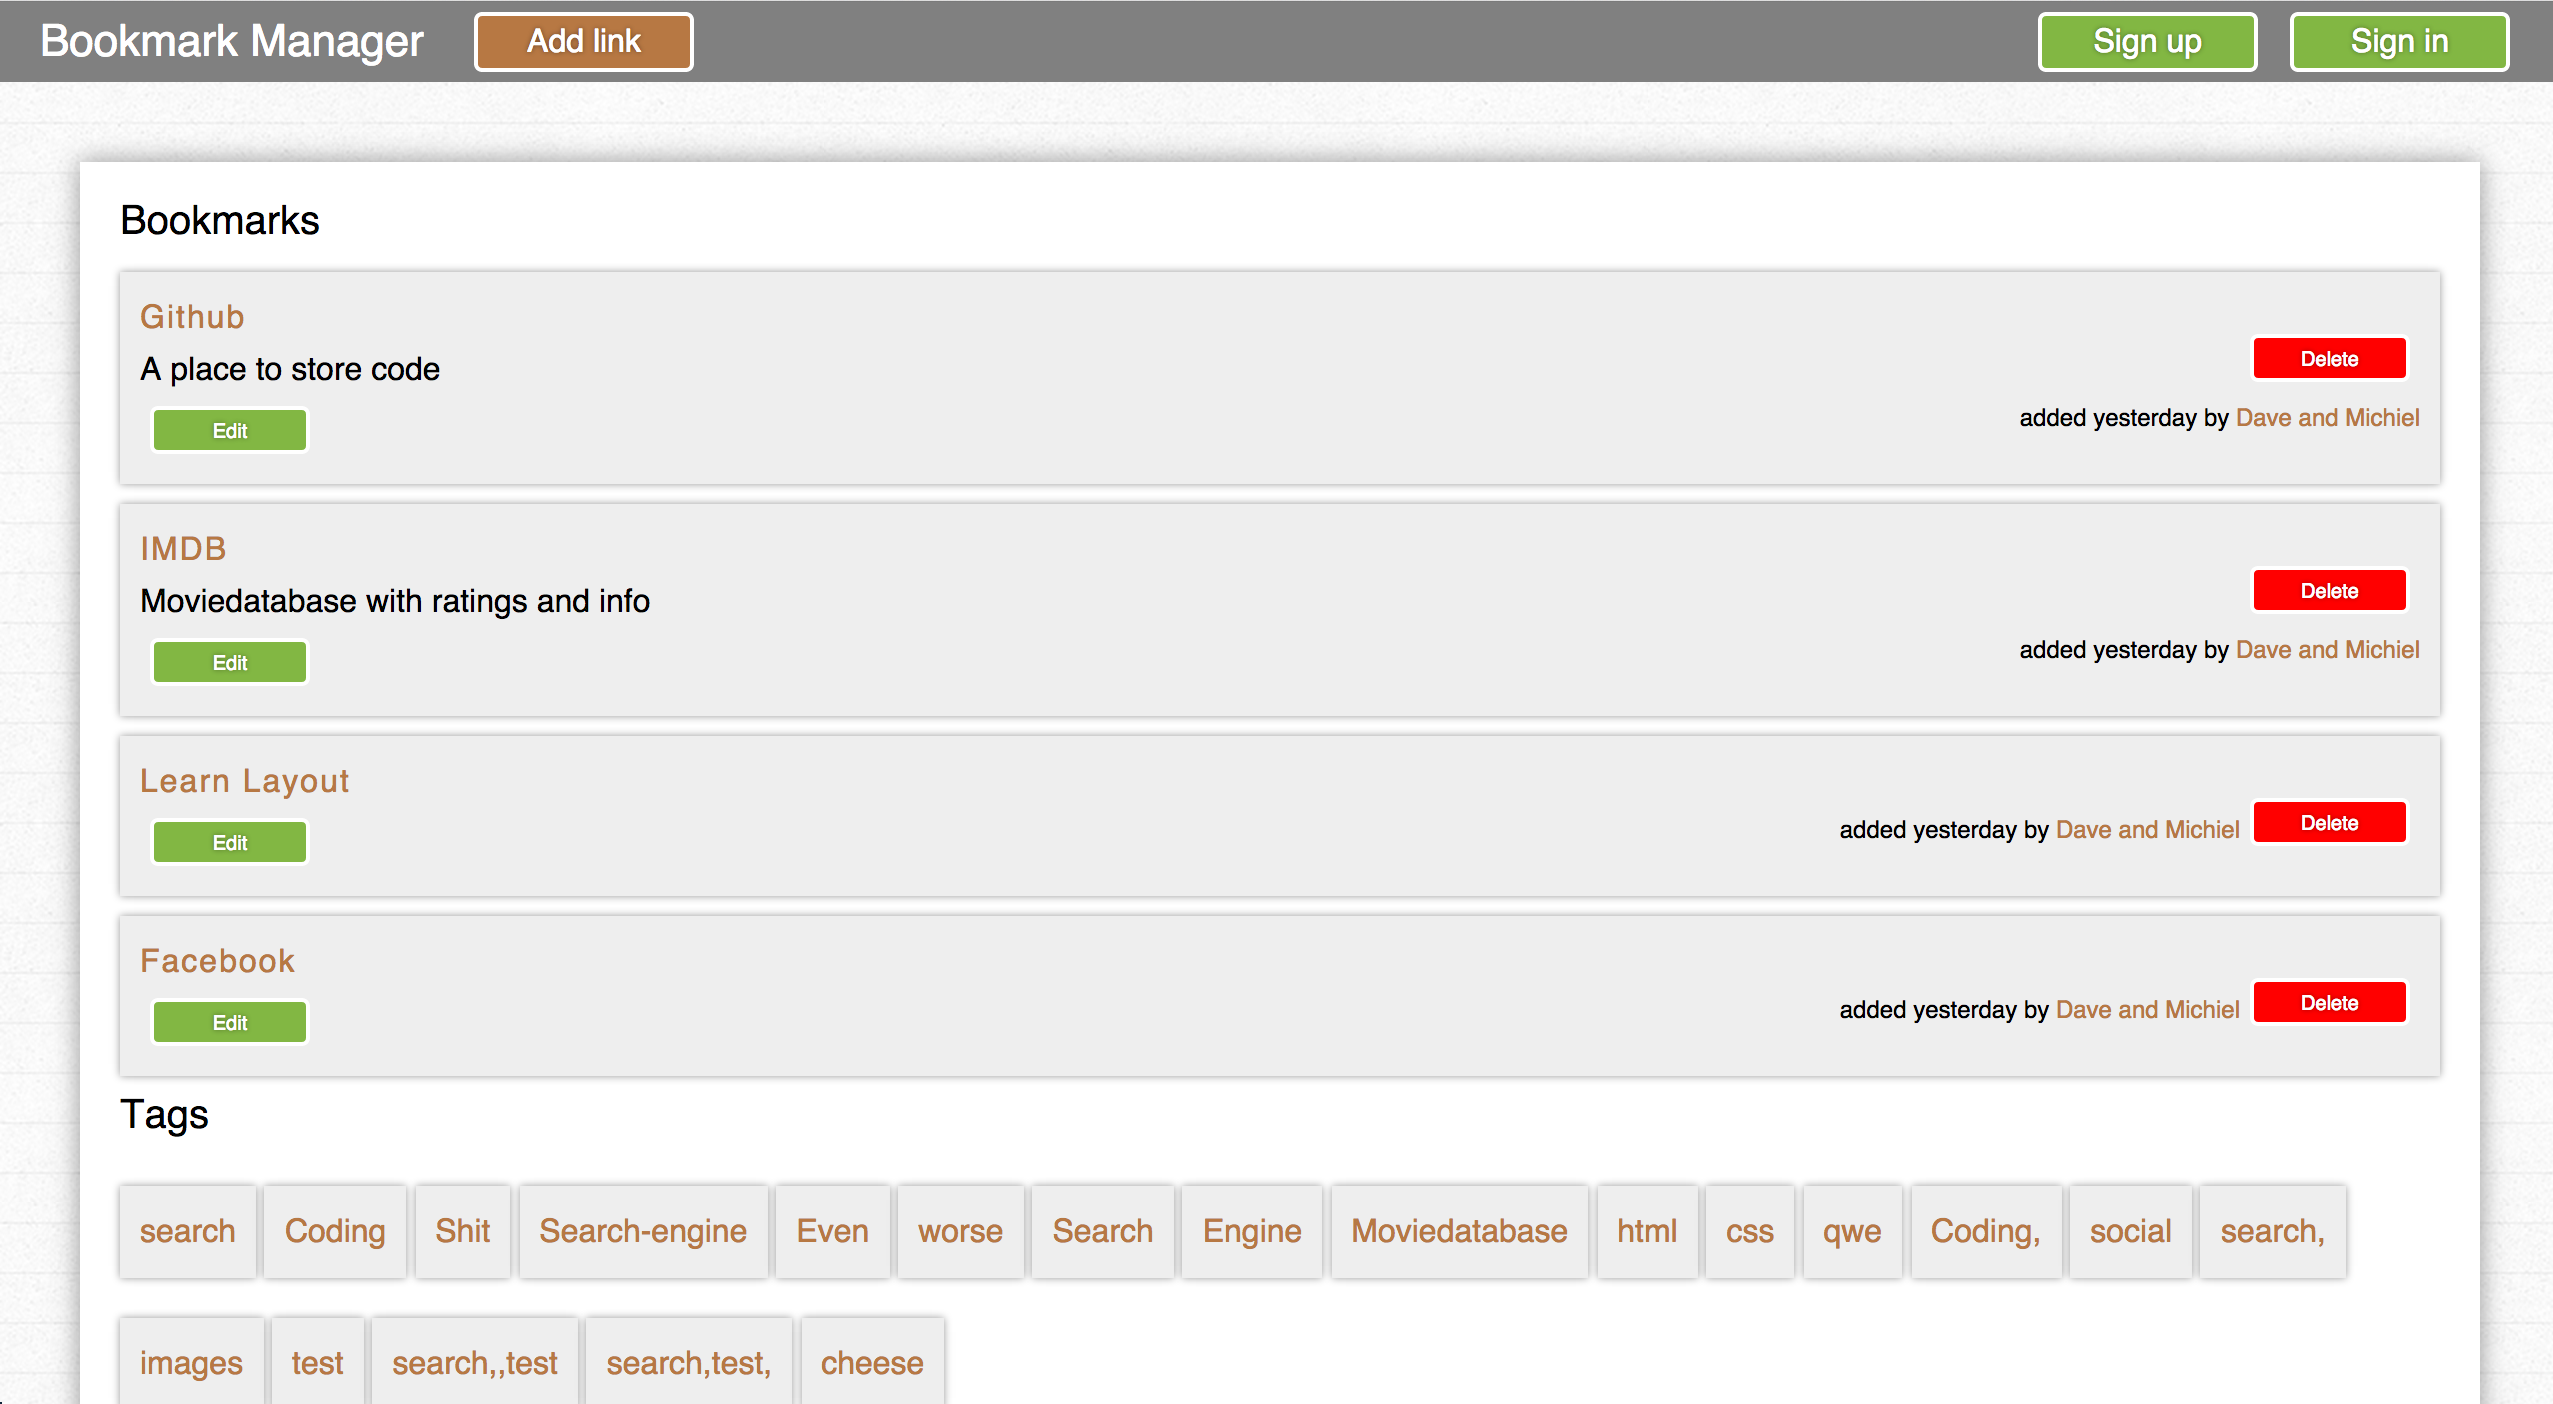 Bookmark Manager Add link Sign up Sign in
Bookmarks
Github
A place to store code
Delete
Edit
added yesterday by Dave and Michiel
IMDB
Moviedatabase with ratings and info
Delete
Edit
added yesterday by Dave and Michiel
Learn Layout
Edit
added yesterday by Dave and Michiel Delete
Facebook
Edit
added yesterday by Dave and Michiel Delete
Tags
search Coding Shit Search-engine Even worse Search Engine Moviedatabase html css qwe Coding, social search,
images test search,,test search,test, cheese